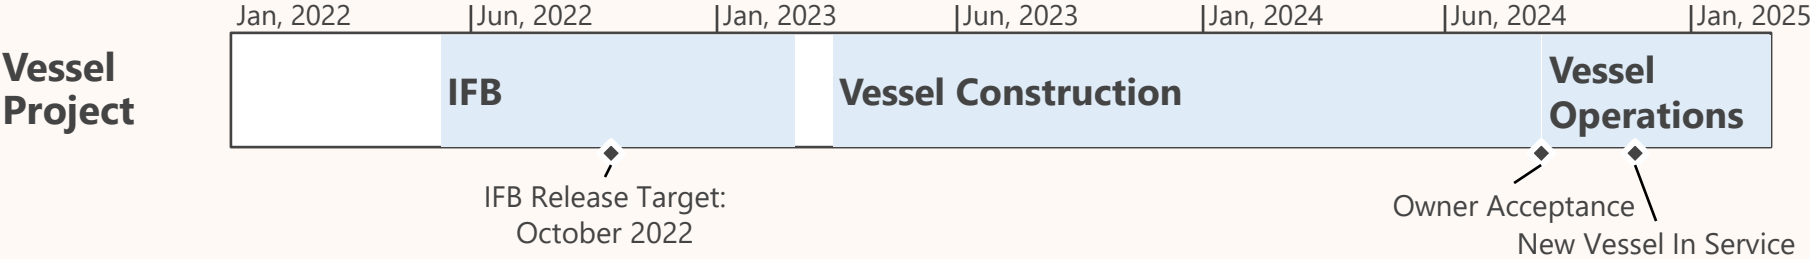 Jan, 2022 Jun, 2022 Jan, 2023 Jun, 2023 Jan, 2024 Jun, 2024 Jan, 2025
Vessel
Project
IFB
Vessel Construction
Vessel
Operations
IFB Release Target:
October 2022
Owner Acceptance
New Vessel In Service